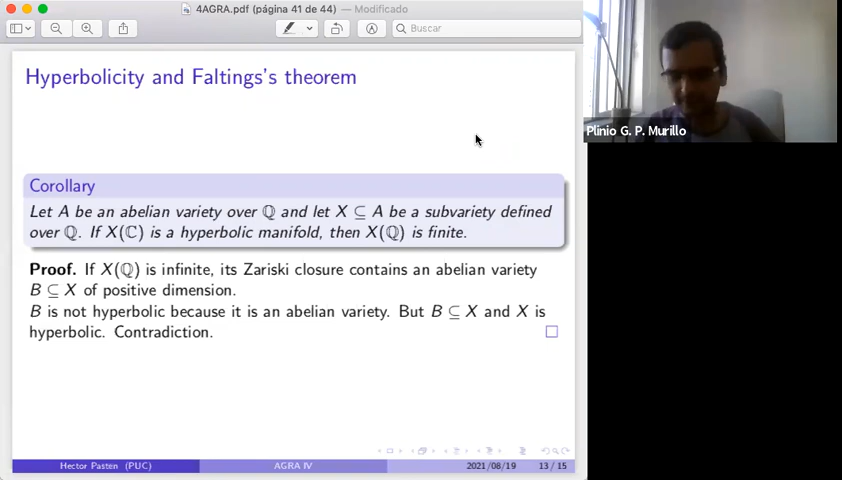 4AGRA.pdf (página 41 de 44) — Modificado
Buscar
Hyperbolicity and Faltings's theorem
Corollary
Let A be an abelian variety over ℚ and let X ⊆ A be a subvariety defined
over ℚ. If X(ℂ) is a hyperbolic manifold, then X(ℚ) is finite.
Proof. If X(ℚ) is infinite, its Zariski closure contains an abelian variety
B ⊆ X of positive dimension.
B is not hyperbolic because it is an abelian variety. But B ⊆ X and X is
hyperbolic. Contradiction.
Hector Pasten (PUC) AGRA IV 2021/08/19 13 / 15
Plinio G. P. Murillo